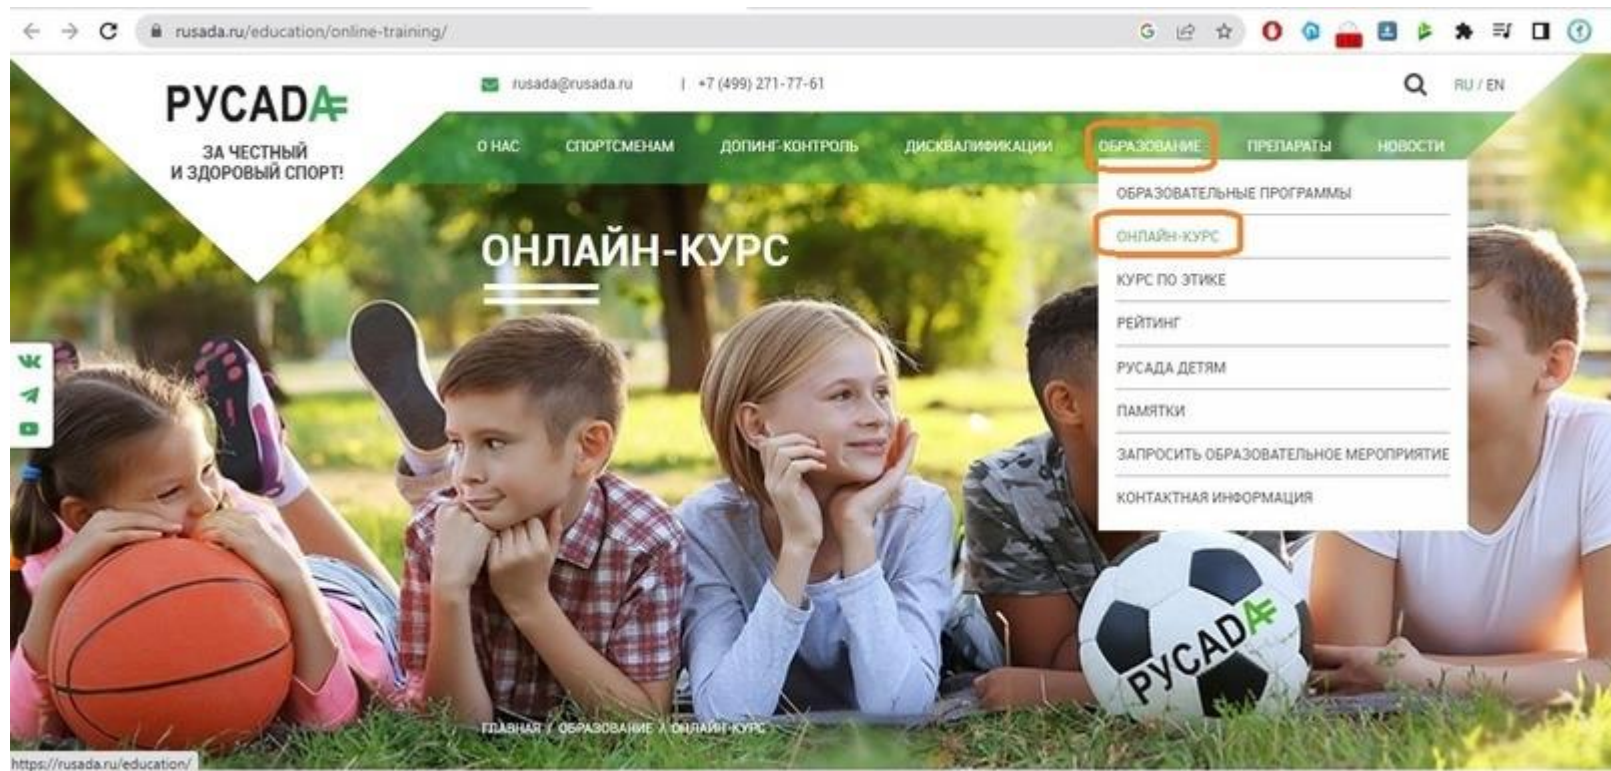 rusada.ru/education/online-training/
РУСАДА
ЗА ЧЕСТНЫЙ
И ЗДОРОВЫЙ СПОРТ!
rusada@rusada.ru | +7 (499) 271-77-61
RU / EN
О НАС СПОРТСМЕНАМ ДОПИНГ-КОНТРОЛЬ ДИСКВАЛИФИКАЦИИ ОБРАЗОВАНИЕ ПРЕПАРАТЫ НОВОСТИ
ОБРАЗОВАТЕЛЬНЫЕ ПРОГРАММЫ
ОНЛАЙН-КУРС
КУРС ПО ЭТИКЕ
РЕЙТИНГ
РУСАДА ДЕТЯМ
ПАМЯТКИ
ЗАПРОСИТЬ ОБРАЗОВАТЕЛЬНОЕ МЕРОПРИЯТИЕ
КОНТАКТНАЯ ИНФОРМАЦИЯ
ОНЛАЙН-КУРС
РУСАДА
ГЛАВНАЯ / ОБРАЗОВАНИЕ / ОНЛАЙН-КУРС
https://rusada.ru/education/